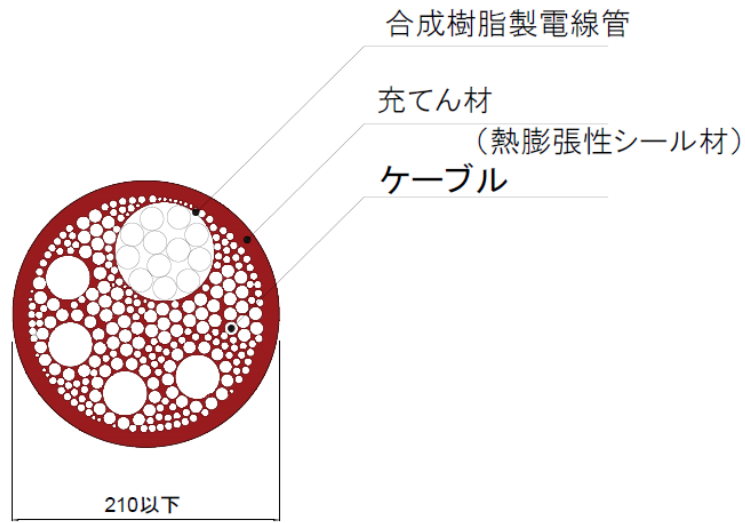 合成樹脂製電線管
充てん材
（熱膨張性シール材）
ケーブル
210以下